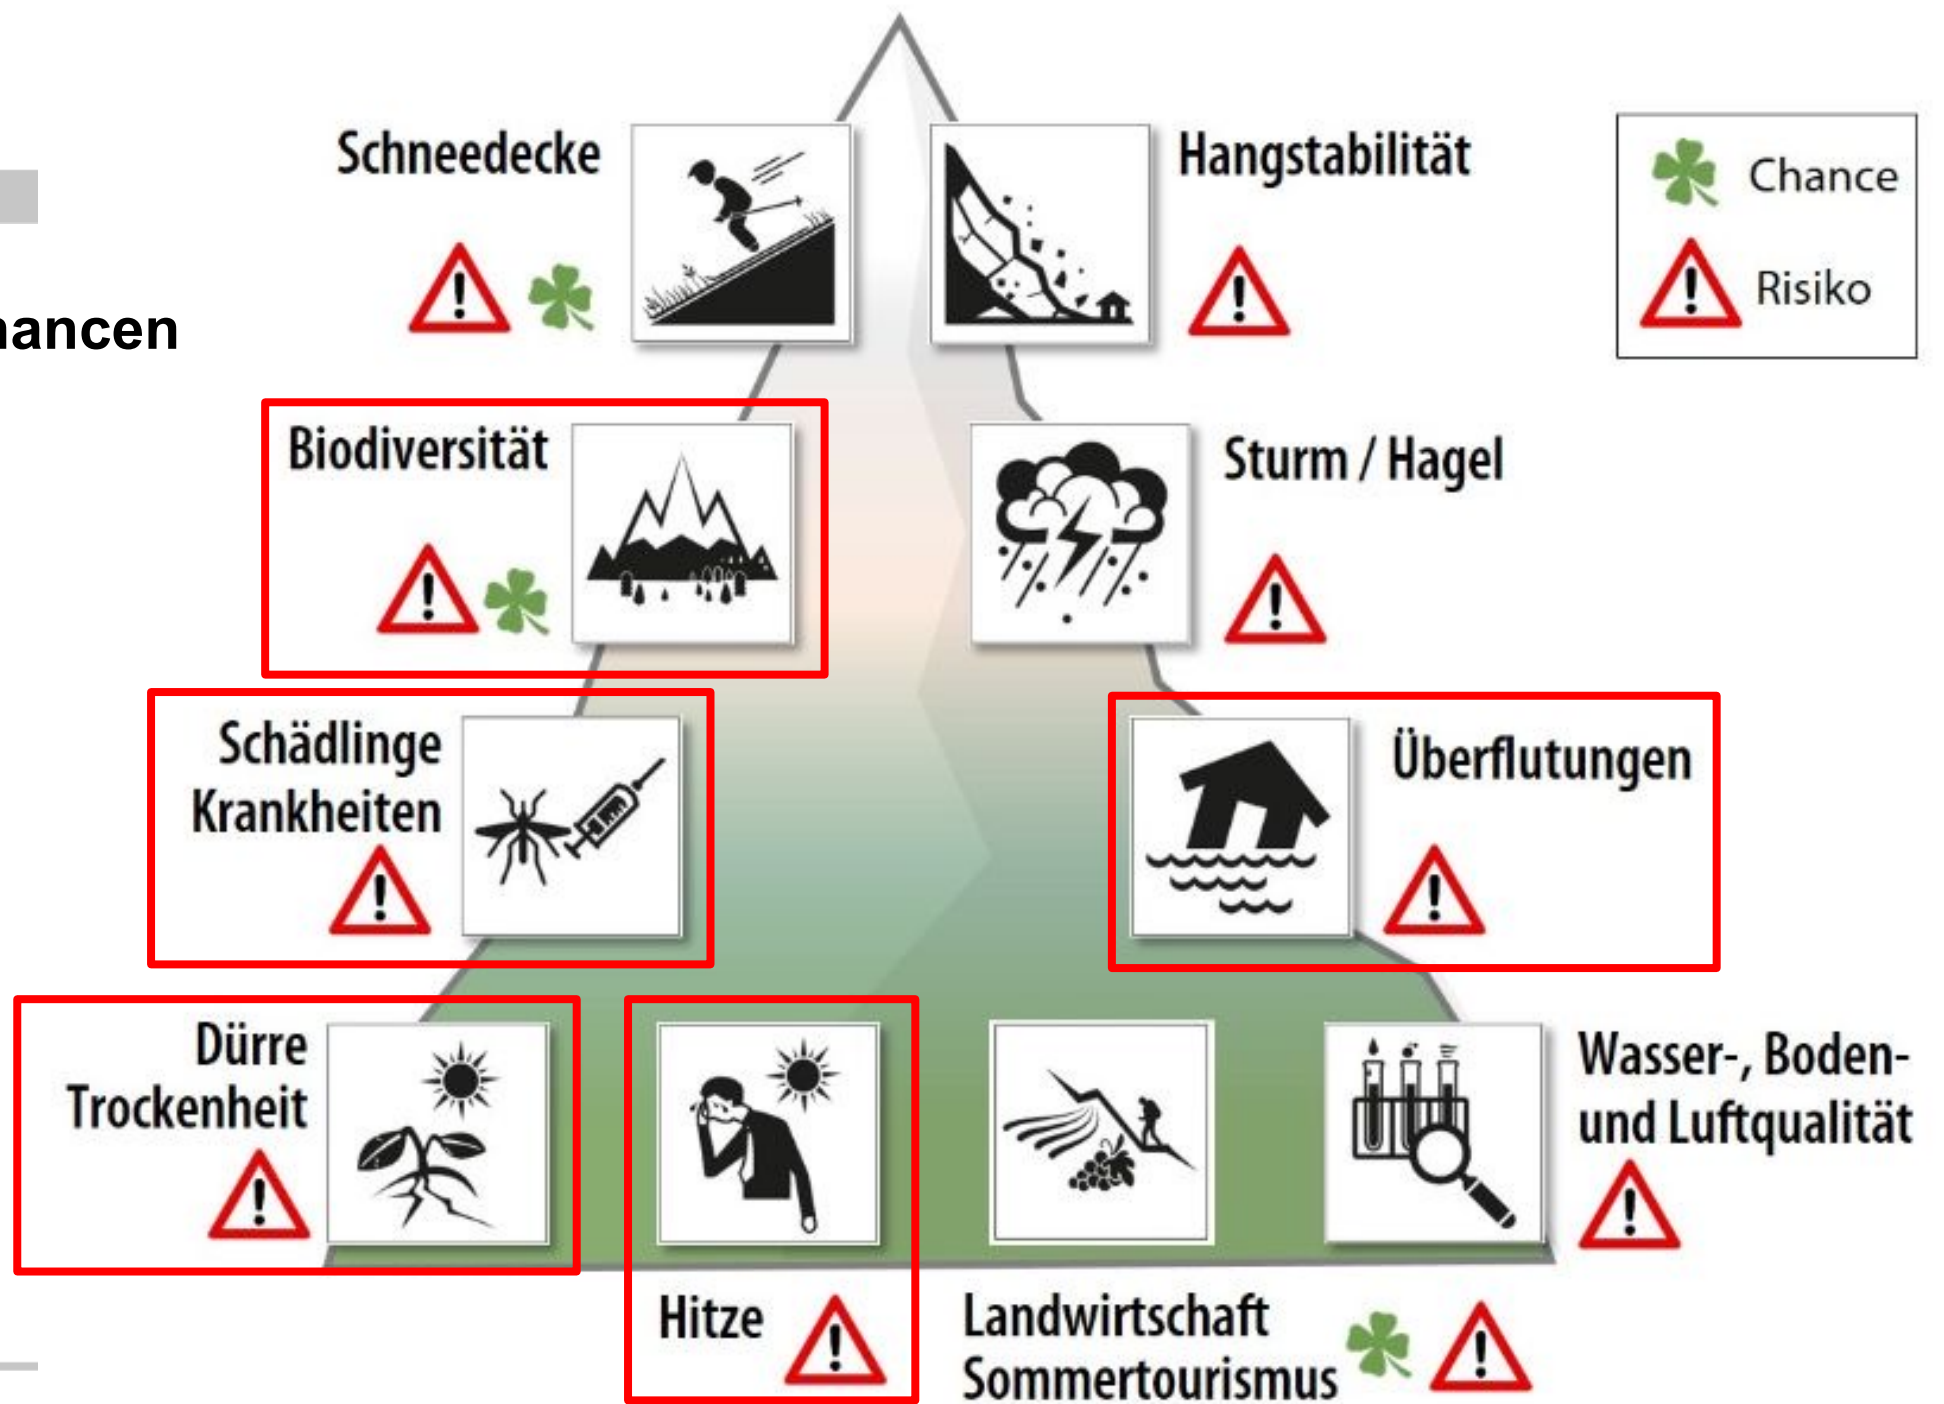 Schneedecke
Hangstabilität
Chance
Risiko
hancen
Biodiversität
Sturm / Hagel
Schädlinge
Krankheiten
Überflutungen
Dürre
Trockenheit
Wasser-, Boden-
und Luftqualität
Hitze
Landwirtschaft
Sommertourismus